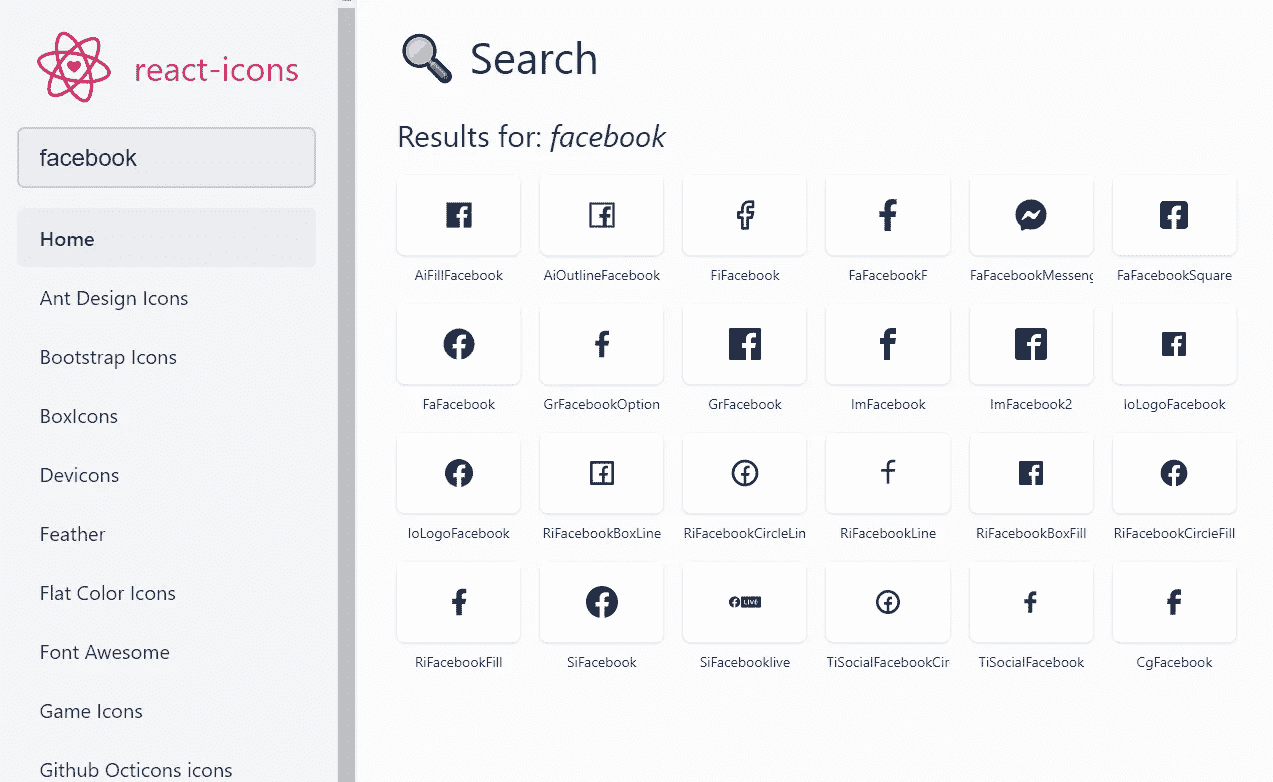 react-icons
facebook
Home
Ant Design Icons
Bootstrap Icons
BoxIcons
Devicons
Feather
Flat Color Icons
Font Awesome
Game Icons
Github Octicons icons
Search
Results for: facebook
AiFillFacebook AiOutlineFacebook FiFacebook FaFacebookF FaFacebookMesseng FaFacebookSquare
FaFacebook GrFacebookOption GrFacebook ImFacebook ImFacebook2 IoLogoFacebook
IoLogoFacebook RiFacebookBoxLine RiFacebookCircleLin RiFacebookLine RiFacebookBoxFill RiFacebookCircleFill
LIVE
RiFacebookFill SiFacebook SiFacebooklive TiSocialFacebookCir TiSocialFacebook CgFacebook